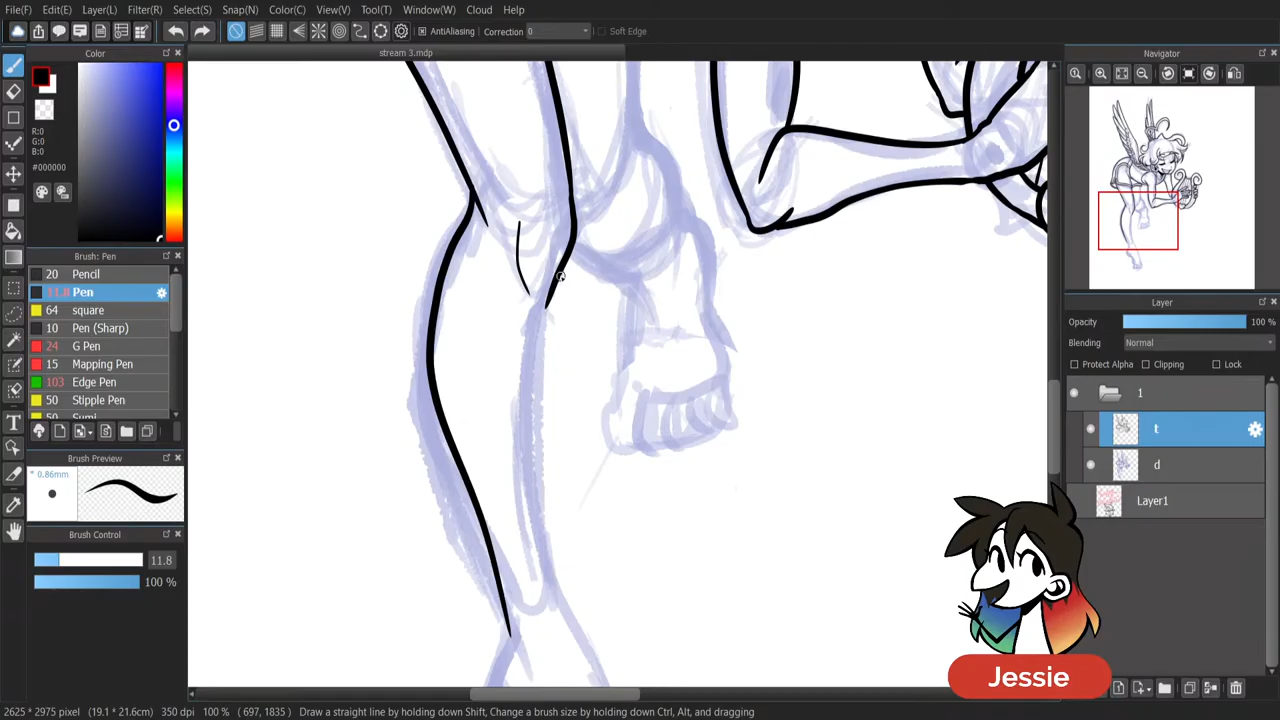 File(F) Edit(E) Layer(L) Filter(R) Select(S) Snap(N) Color(C) View(V) Tool(T) Window(W) Cloud Help
AntiAliasing Correction 0 Soft Edge
stream 3.mdp
Color
R:0
G:0
B:0
#000000
Brush: Pen
20 Pencil
11.8 Pen
64 square
10 Pen (Sharp)
24 G Pen
15 Mapping Pen
103 Edge Pen
50 Stipple Pen
50 Sumi
Brush Preview
* 0.86mm
Brush Control
11.8
100 %
Navigator
Layer
Opacity 100 %
Blending Normal
Protect Alpha Clipping Lock
1
t
d
Layer1
Jessie
2625 * 2975 pixel (19.1 * 21.6cm) 350 dpi 100 % ( 697, 1835) Draw a straight line by holding down Shift, Change a brush size by holding down Ctrl, Alt, and dragging